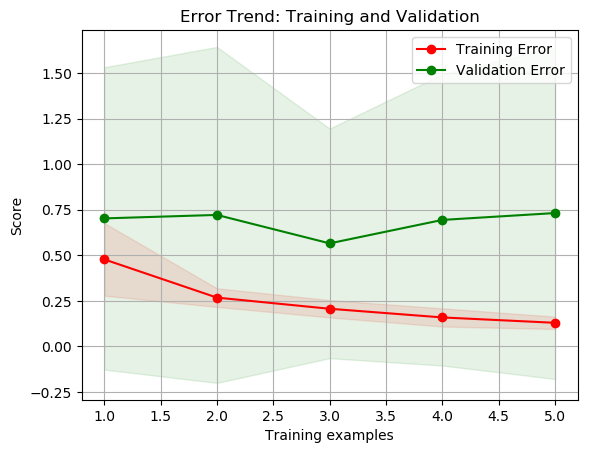 Error Trend: Training and Validation
Training Error
Validation Error
Score
1.50
1.25
1.00
0.75
0.50
0.25
0.00
−0.25
1.0 1.5 2.0 2.5 3.0 3.5 4.0 4.5 5.0
Training examples